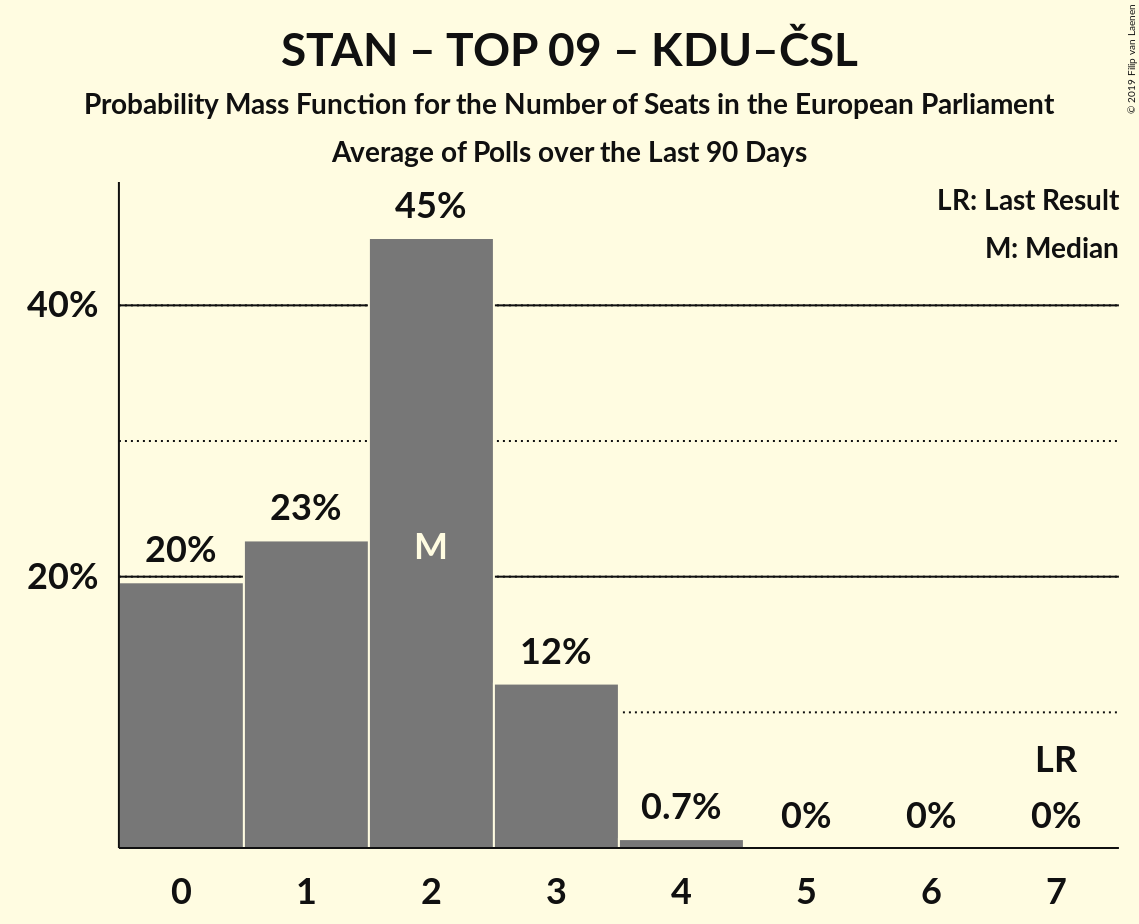 STAN – TOP 09 – KDU–ČSL
Probability Mass Function for the Number of Seats in the European Parliament
Average of Polls over the Last 90 Days
© 2019 Filip van Laenen
LR: Last Result
M: Median
45%
40%
23%
20%
M
20%
12%
LR
0.7%
0%
0%
0%
0 1 2 3 4 5 6 7